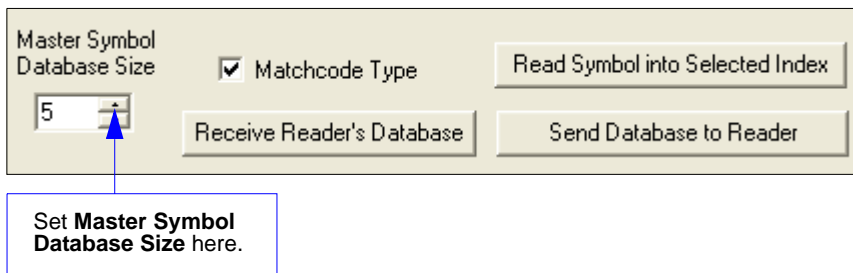 Master Symbol
Database Size
5
Matchcode Type
Read Symbol into Selected Index
Receive Reader's Database
Send Database to Reader
Set Master Symbol
Database Size here.